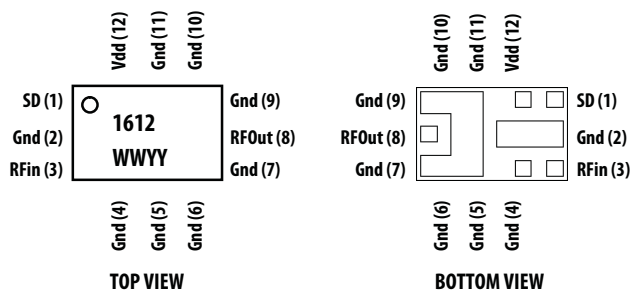 Vdd (12) Gnd (11) Gnd (10)
SD (1)
Gnd (2)
RFin (3)
1612
WWYY
Gnd (9)
RFOut (8)
Gnd (7)
Gnd (4) Gnd (5) Gnd (6)
TOP VIEW
Gnd (10) Gnd (11) Vdd (12)
Gnd (9)
RFOut (8)
Gnd (7)
SD (1)
Gnd (2)
RFin (3)
Gnd (6) Gnd (5) Gnd (4)
BOTTOM VIEW